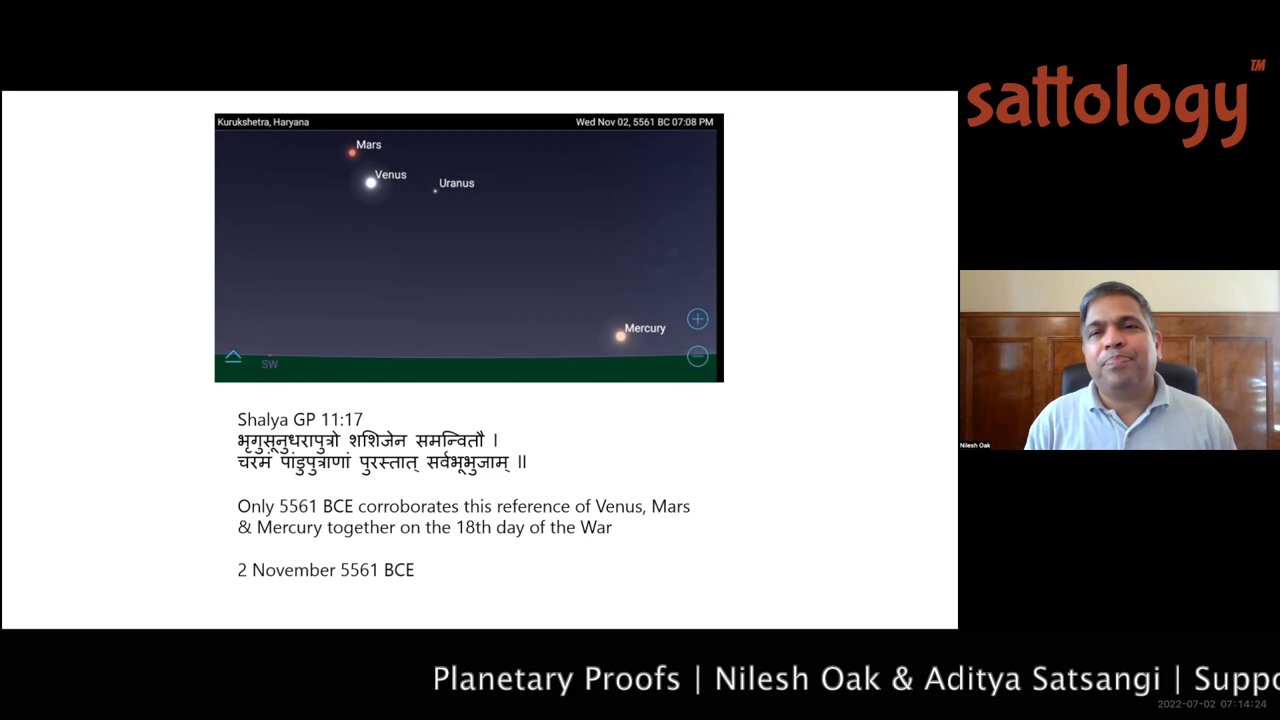 Kurukshetra, Haryana
Wed Nov 02, 5561 BC 07:08 PM
Mars
Venus
Uranus
Mercury
SW
Shalya GP 11:17
भृगुसूनुधरापुत्रो शशिजेन समन्वितौ ।
चरमं पांडुपुत्राणां पुरस्तात् सर्वभूभुजाम् ॥
Only 5561 BCE corroborates this reference of Venus, Mars
& Mercury together on the 18th day of the War
2 November 5561 BCE
sattology™
Nilesh Oak
Planetary Proofs | Nilesh Oak & Aditya Satsangi | Suppo
2022-07-02 07:14:24